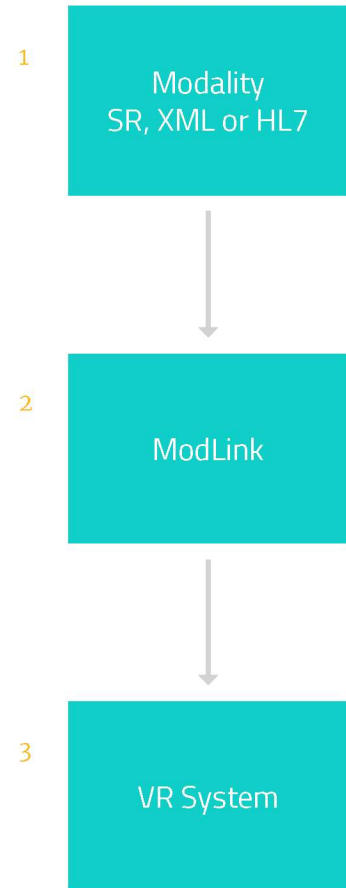 1
Modality
SR, XML or HL7
2
ModLink
3
VR System